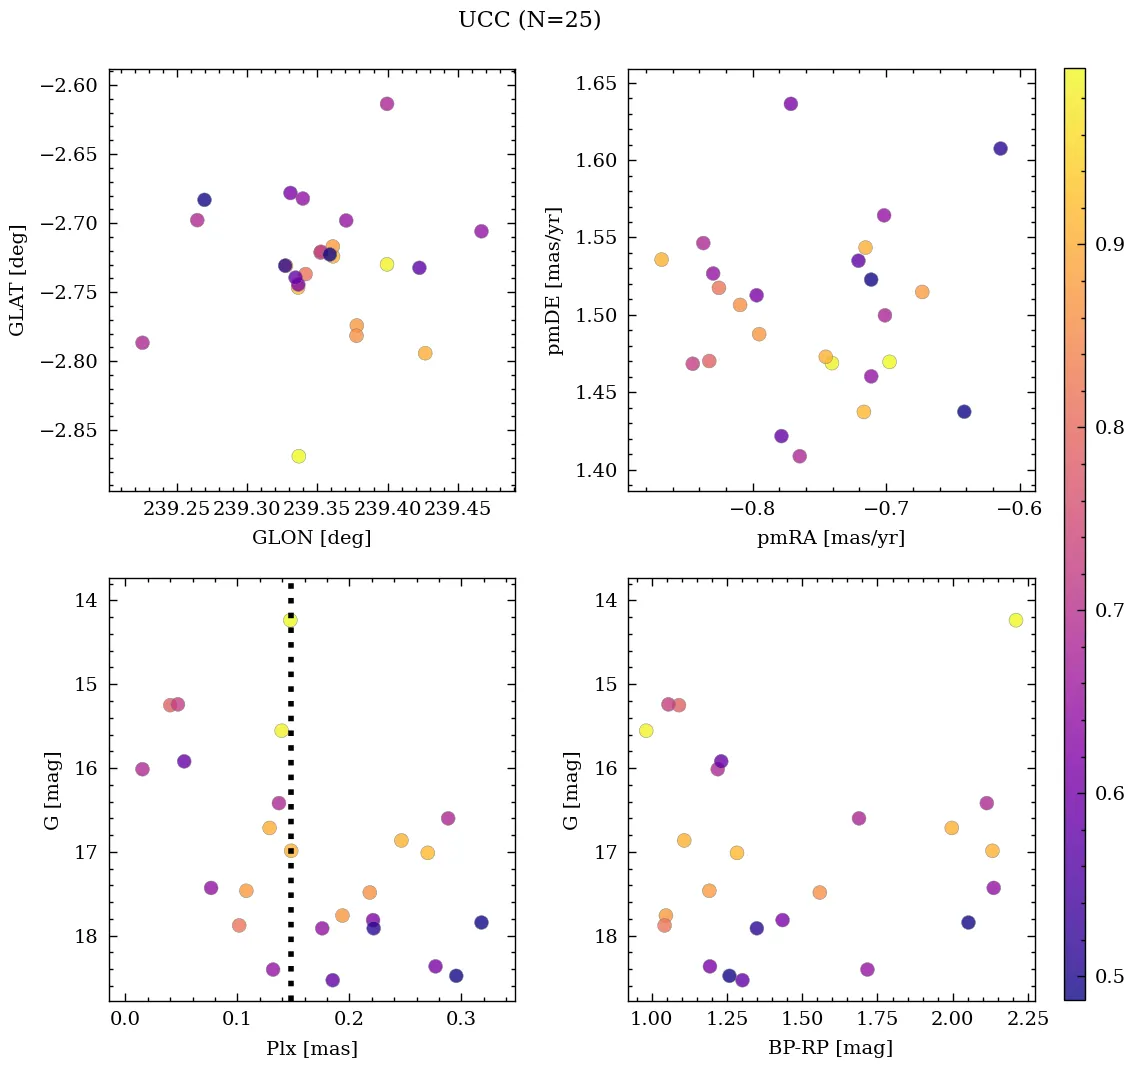 UCC (N=25)
−2.60
−2.65
−2.70
−2.75
−2.80
−2.85
GLAT [deg]
239.25 239.30 239.35 239.40 239.45
GLON [deg]
1.65
1.60
1.55
1.50
1.45
1.40
pmDE [mas/yr]
−0.8 −0.7 −0.6
pmRA [mas/yr]
14
15
16
17
18
G [mag]
0.0 0.1 0.2 0.3
Plx [mas]
14
15
16
17
18
G [mag]
1.00 1.25 1.50 1.75 2.00 2.25
BP-RP [mag]
0.9
0.8
0.7
0.6
0.5